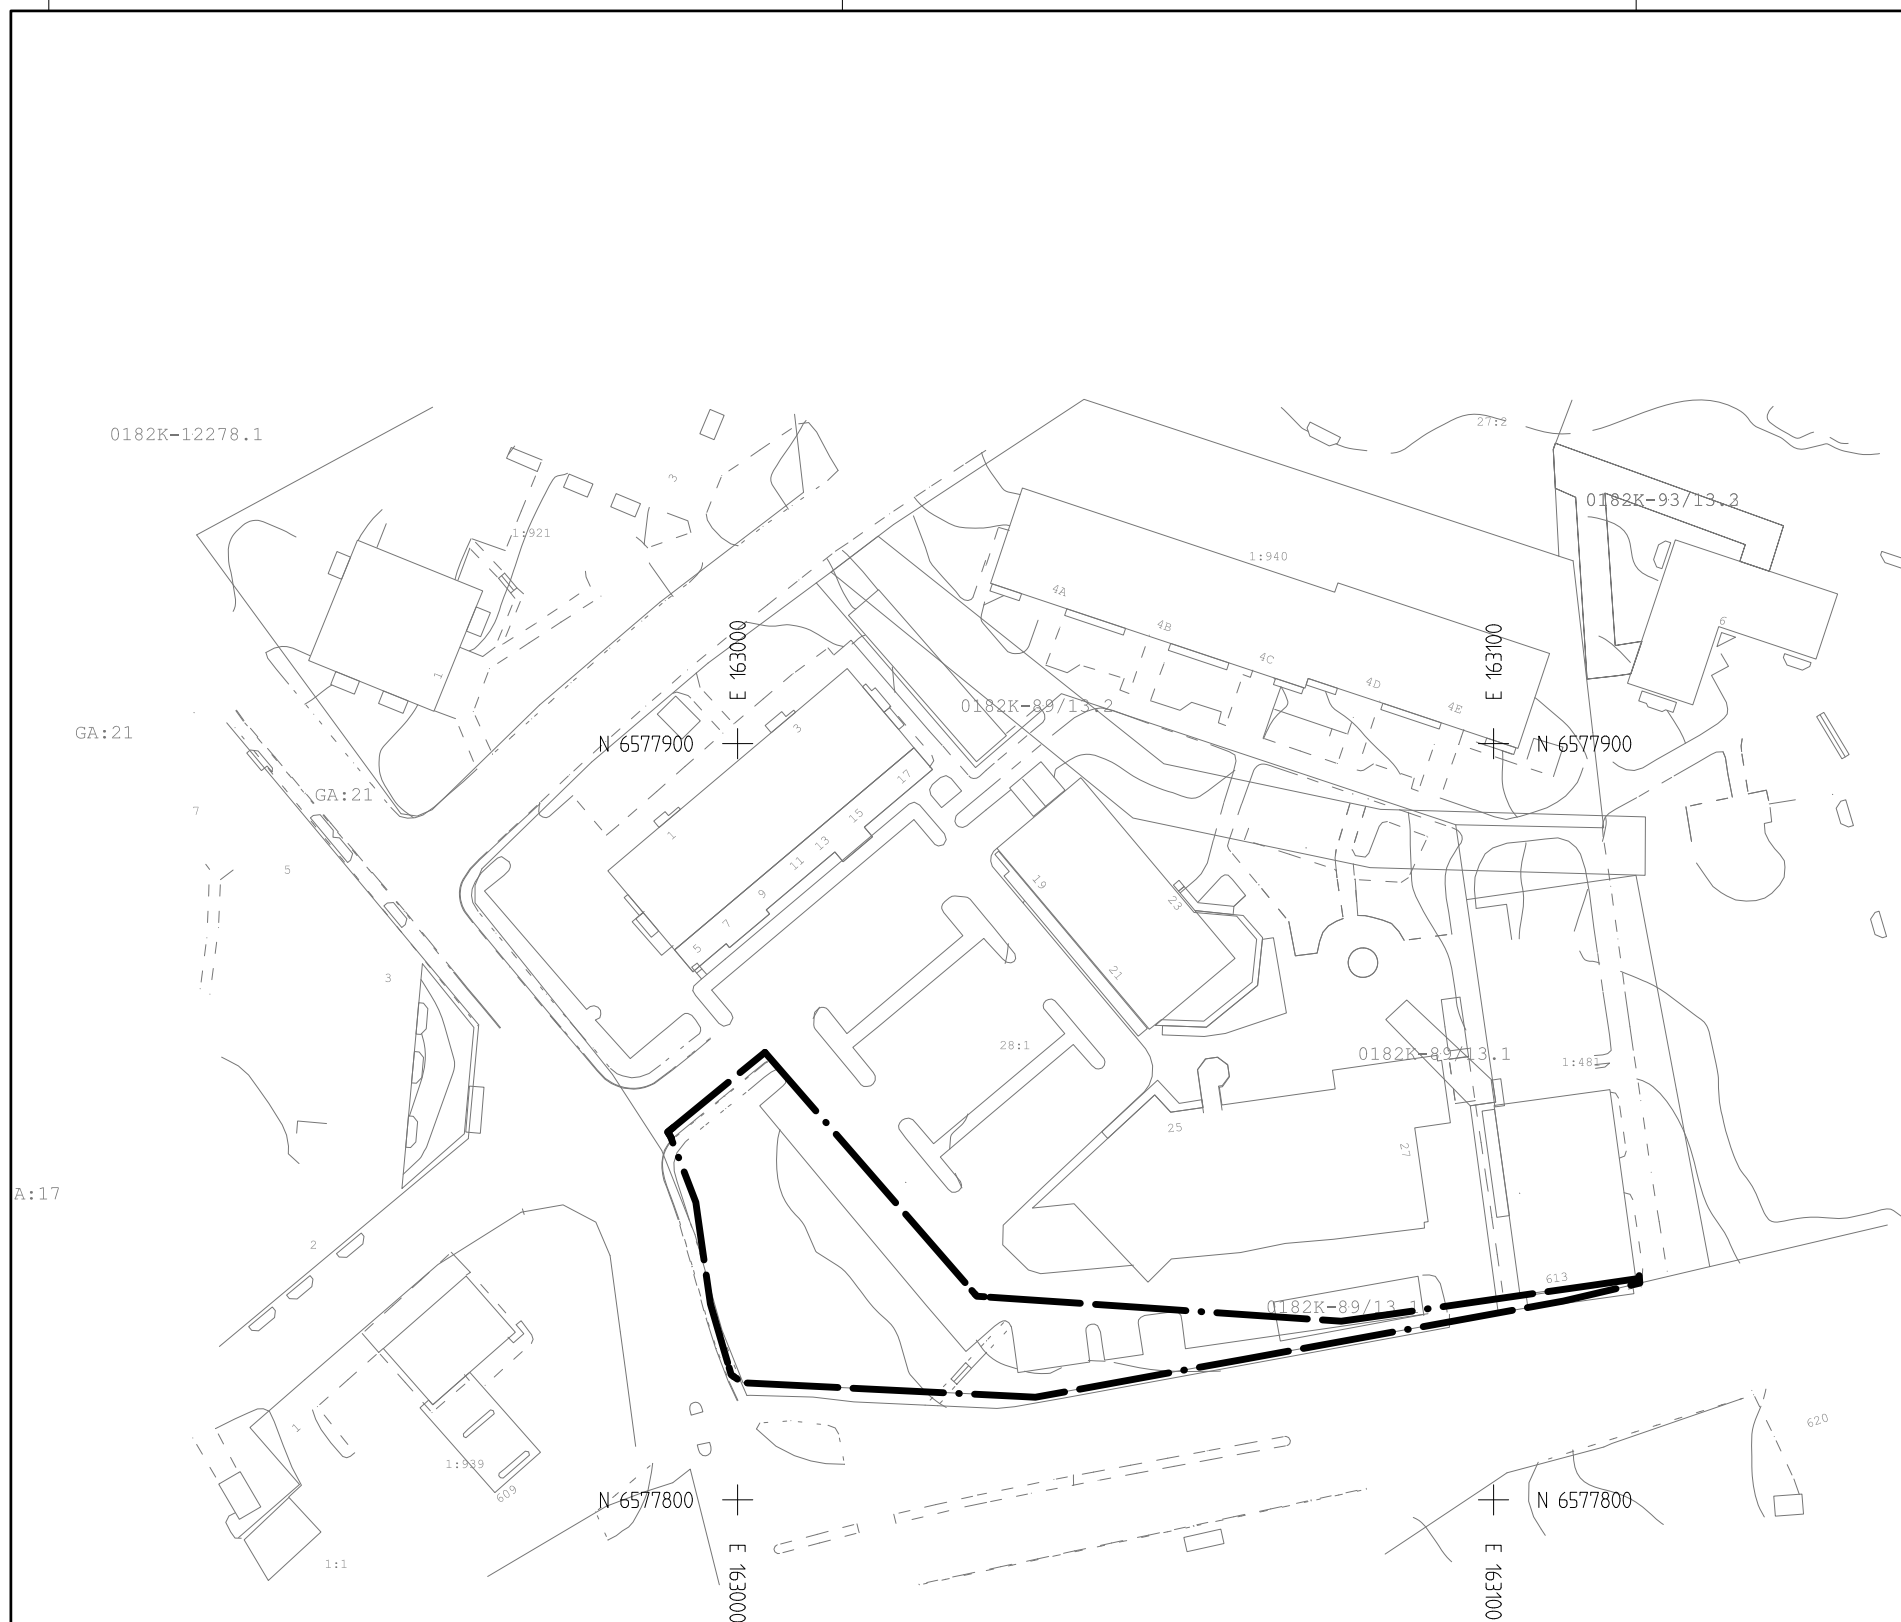 27:2
0182K-12278.1
3
0182K-93/13.3
1:921
1:940
4A
6
4B
E 163000
E 163100
4C
1
4D
0182K-89/13.2
4E
3
GA:21
N 6577900
N 6577900
17
GA:21
7
15
1
13
11
5
19
9
23
7
5
21
3
28:1
0182K-89/13.1
1:481
25
27
A:17
2
613
0182K-89/13.1
620
1
1:939
609
N 6577800
N 6577800
1:1
E 163000
E 163100